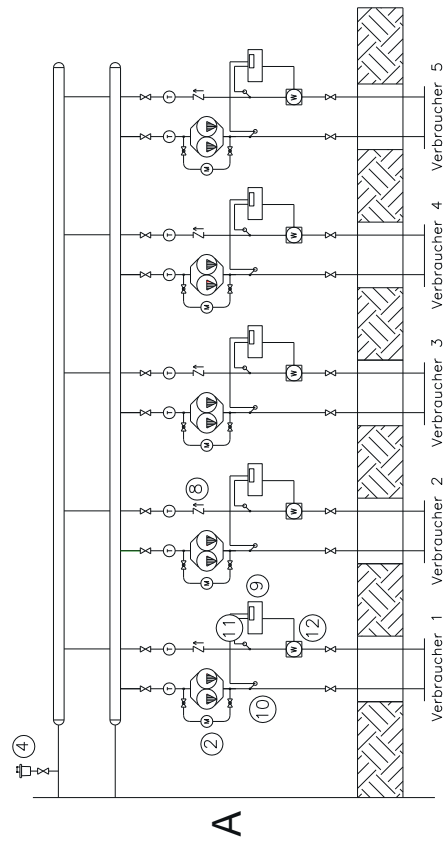 4
T
T
T
T
T
T
T
T
T
T
8
M
M
M
M
M
2
11
9
10
W
W
W
W
W
12
A
Verbraucher 1
Verbraucher 2
Verbraucher 3
Verbraucher 4
Verbraucher 5